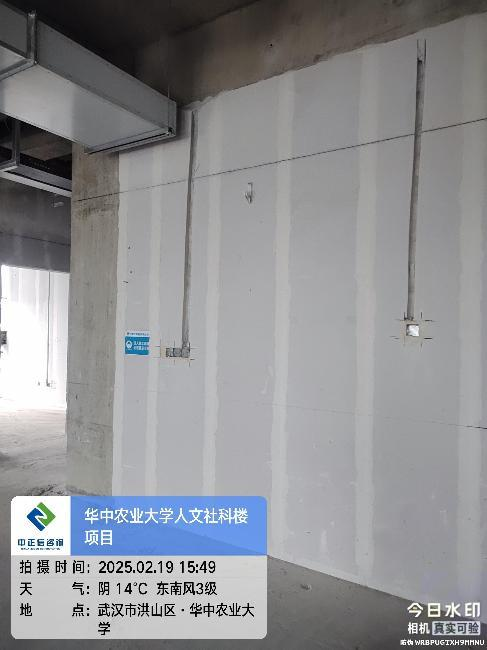 中正信咨询
华中农业大学人文社科楼
项目
拍摄时间：2025.02.19 15:49
天气：阴 14°C 东南风3级
地点：武汉市洪山区·华中农业大
学
今日水印
相机 真实可验
防伪 WRBPUGTXH9MMNU